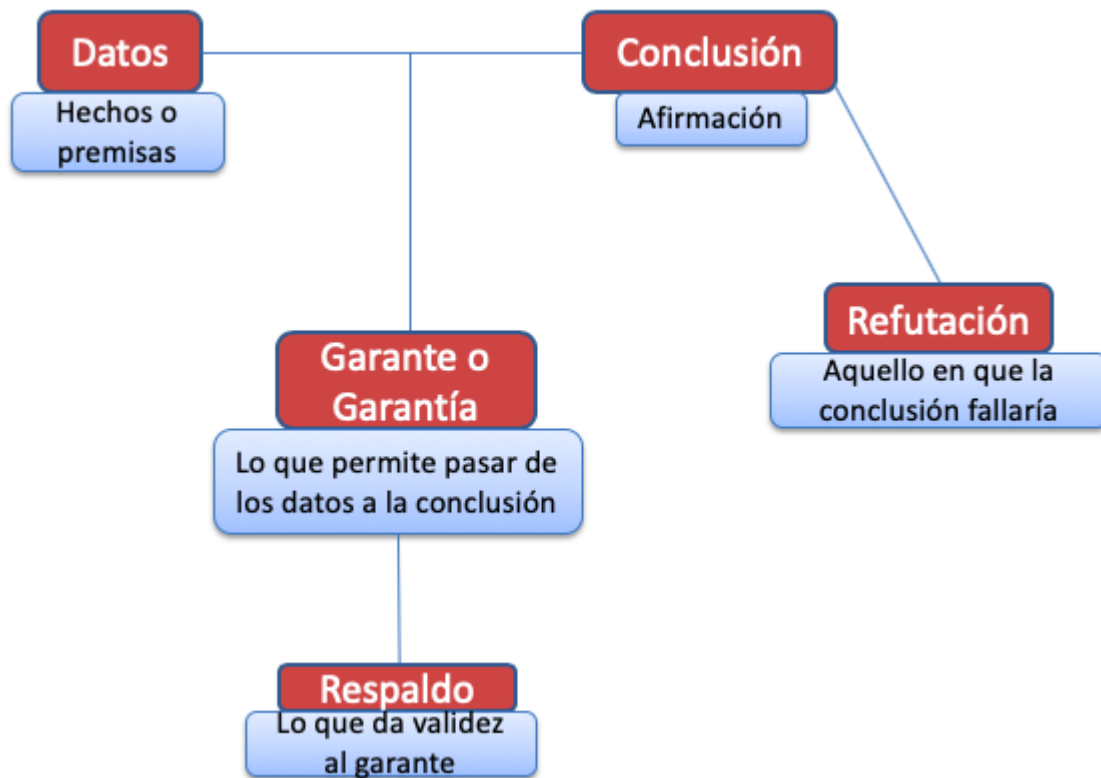 Datos
Hechos o
premisas
Conclusión
Afirmación
Refutación
Aquello en que la
conclusión fallaría
Garante o
Garantía
Lo que permite pasar de
los datos a la conclusión
Respaldo
Lo que da validez
al garante